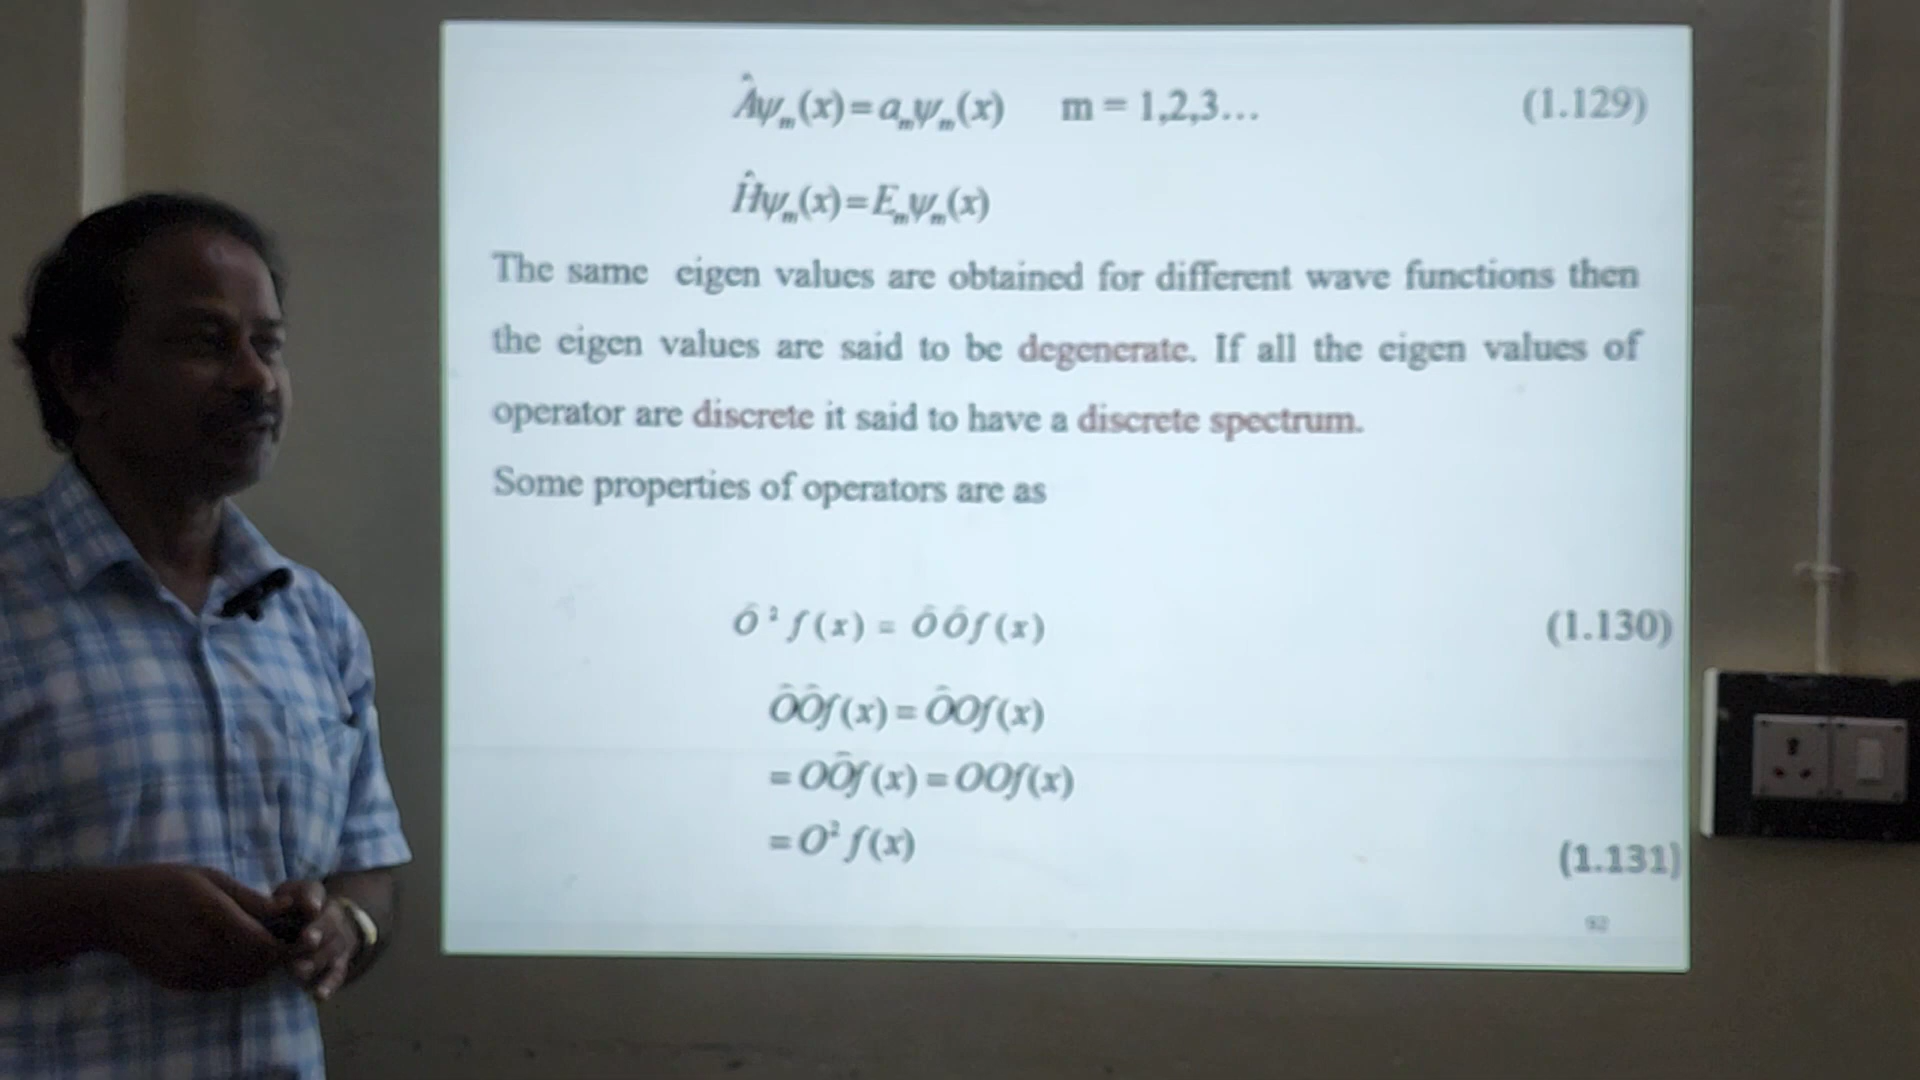 Âψₘ(x)=aₘψₘ(x) m = 1,2,3... (1.129)
Ĥψₘ(x)=Eₘψₘ(x)
The same eigen values are obtained for different wave functions then
the eigen values are said to be degenerate. If all the eigen values of
operator are discrete it said to have a discrete spectrum.
Some properties of operators are as
Ô²f(x) = ÔÔf(x) (1.130)
ÔÔf(x)=ÔOf(x)
=OÔf(x)=OOf(x)
=O²f(x) (1.131)